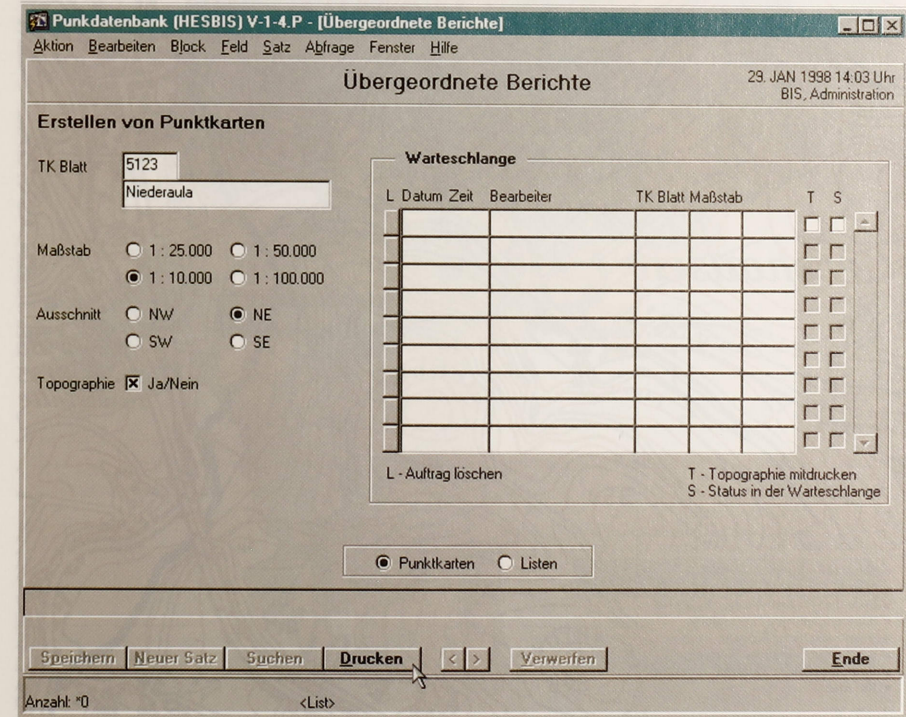 Punkdatenbank (HESBIS) V-1-4.P - [Übergeordnete Berichte]
Aktion Bearbeiten Block Feld Satz Abfrage Fenster Hilfe
Übergeordnete Berichte
29. JAN 1998 14:03 Uhr
BIS, Administration
Erstellen von Punktkarten
TK Blatt 5123
Niederaula
Maßstab 1 : 25.000 1 : 50.000
1 : 10.000 1 : 100.000
Ausschnitt NW NE
SW SE
Topographie Ja/Nein
Warteschlange
L Datum Zeit Bearbeiter TK Blatt Maßstab T S
L - Auftrag löschen
T - Topographie mitdrucken
S - Status in der Warteschlange
Punktkarten Listen
Speichern Neuer Satz Suchen Drucken < > Verwerfen Ende
Anzahl: *0 <List>